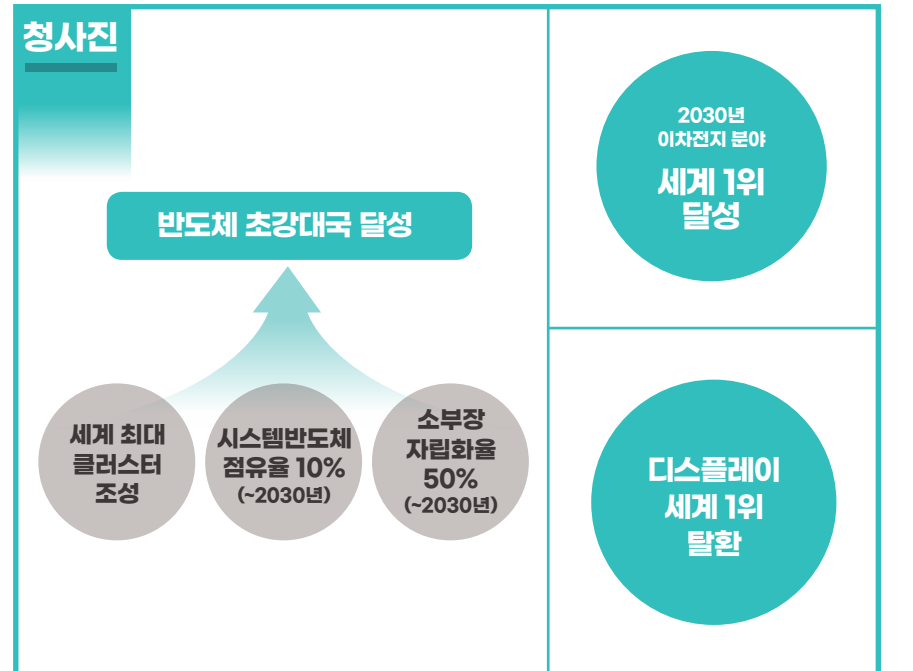 청사진
반도체 초강대국 달성
세계 최대
클러스터
조성
시스템반도체
점유율 10%
(~2030년)
소부장
자립화율
50%
(~2030년)
2030년
이차전지 분야
세계 1위
달성
디스플레이
세계 1위
탈환